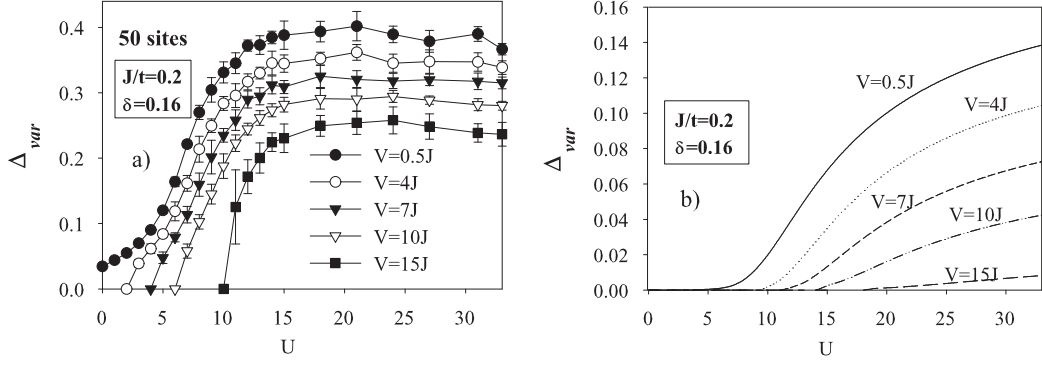 0.4
0.3
0.2
0.1
0.0
Δ var
50 sites
J/t=0.2
δ=0.16
a)
V=0.5J
V=4J
V=7J
V=10J
V=15J
0 5 10 15 20 25 30
U
0.16
0.14
0.12
0.10
0.08
0.06
0.04
0.02
0.00
Δ var
J/t=0.2
δ=0.16
b)
V=0.5J
V=4J
V=7J
V=10J
V=15J
0 5 10 15 20 25 30
U